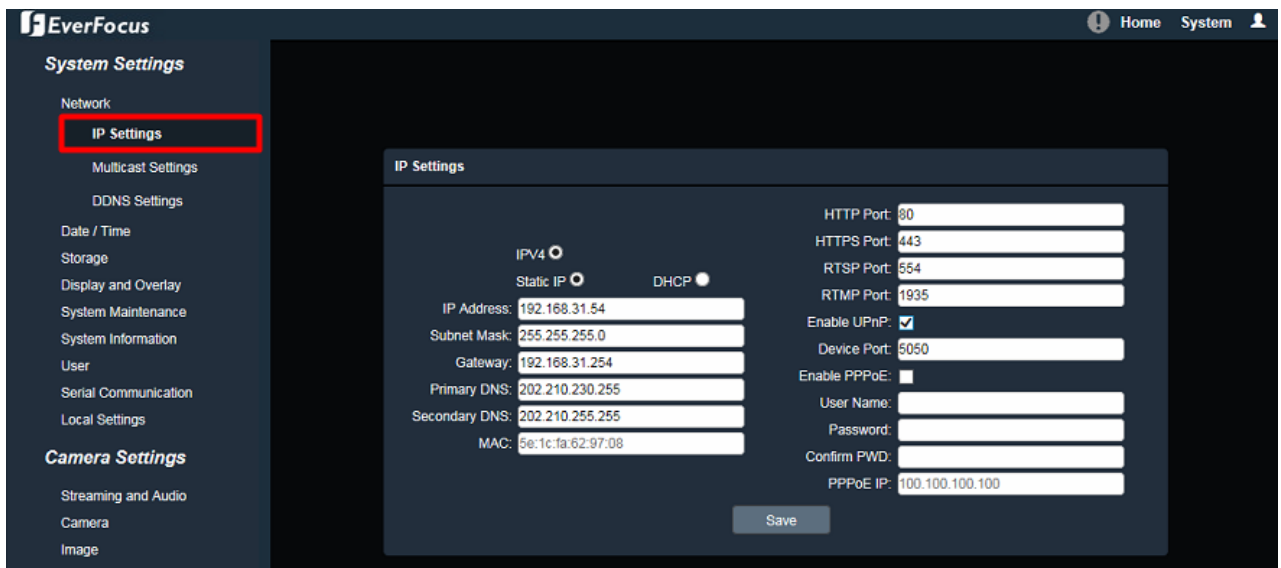 EverFocus
Home System
System Settings
Network
IP Settings
Multicast Settings
DDNS Settings
Date / Time
Storage
Display and Overlay
System Maintenance
System Information
User
Serial Communication
Local Settings
Camera Settings
Streaming and Audio
Camera
Image
IP Settings
IPV4
Static IP DHCP
IP Address: 192.168.31.54
Subnet Mask: 255.255.255.0
Gateway: 192.168.31.254
Primary DNS: 202.210.230.255
Secondary DNS: 202.210.255.255
MAC: 5e:1c:fa:62:97:08
HTTP Port: 80
HTTPS Port: 443
RTSP Port: 554
RTMP Port: 1935
Enable UPnP:
Device Port: 5050
Enable PPPoE:
User Name:
Password:
Confirm PWD:
PPPoE IP: 100.100.100.100
Save